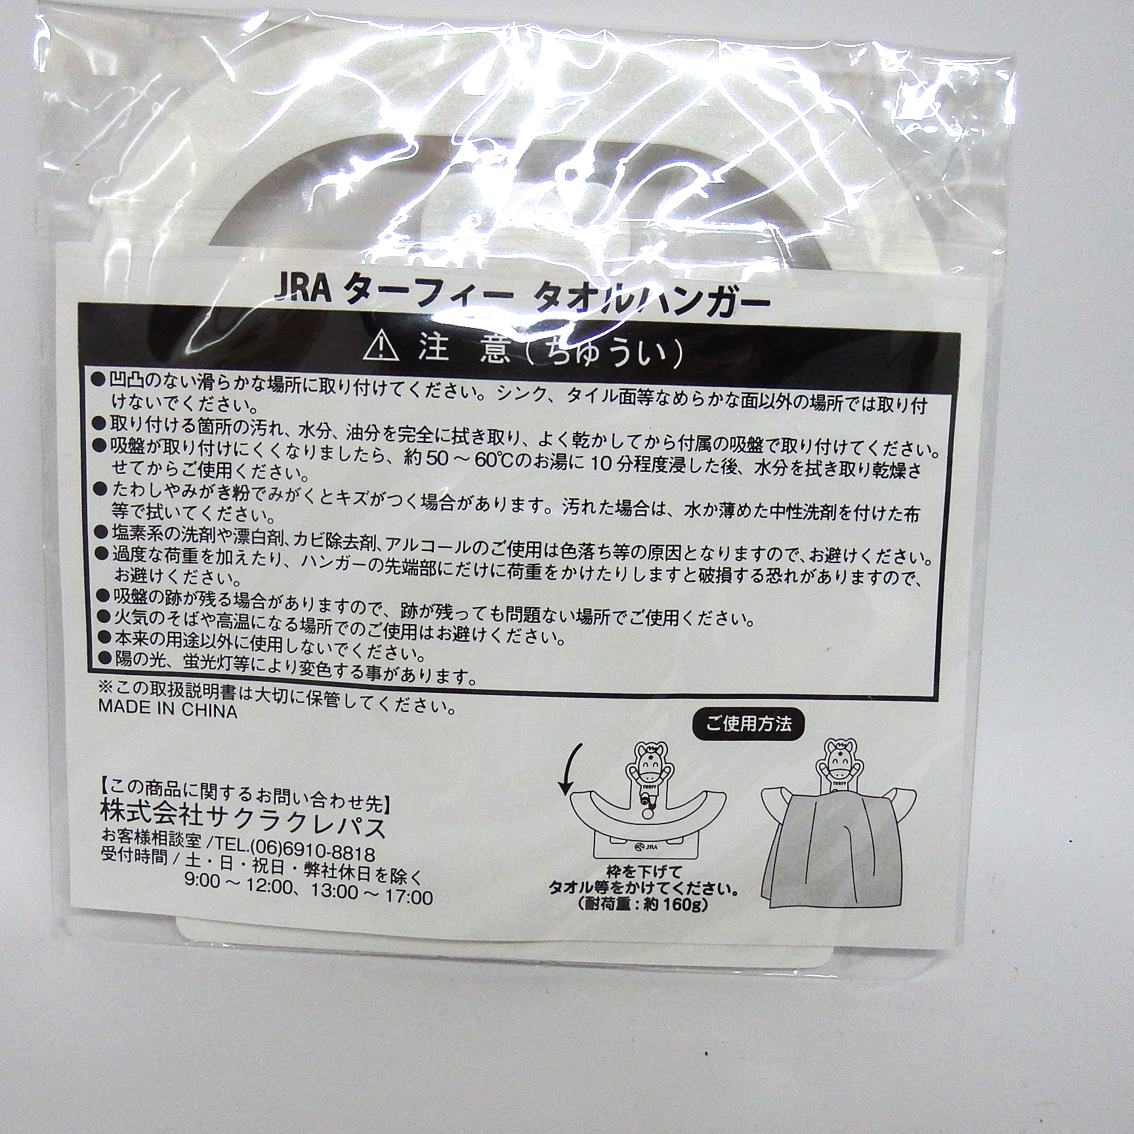 JRA ターフィー タオルハンガー
⚠ 注 意(ちゅうい)
●凹凸のない滑らかな場所に取り付けてください。シンク、タイル面等なめらかな面以外の場所では取り付
けないでください。
●取り付ける箇所の汚れ、水分、油分を完全に拭き取り、よく乾かしてから付属の吸盤で取り付けてください。
●吸盤が取り付けにくくなりましたら、約50～60℃のお湯に10分程度浸した後、水分を拭き取り乾燥さ
せてからご使用ください。
●たわしやみがき粉でみがくとキズがつく場合があります。汚れた場合は、水か薄めた中性洗剤を付けた布
等で拭いてください。
●塩素系の洗剤や漂白剤、カビ除去剤、アルコールのご使用は色落ち等の原因となりますので、お避けください。
●過度な荷重を加えたり、ハンガーの先端部にだけに荷重をかけたりしますと破損する恐れがありますので、
お避けください。
●吸盤の跡が残る場合がありますので、跡が残っても問題ない場所でご使用ください。
●火気のそばや高温になる場所でのご使用はお避けください。
●本来の用途以外に使用しないでください。
●陽の光、蛍光灯等により変色する事があります。
※この取扱説明書は大切に保管してください。
MADE IN CHINA
【この商品に関するお問い合わせ先】
株式会社サクラクレパス
お客様相談室/TEL.(06)6910-8818
受付時間/土・日・祝日・弊社休日を除く
9:00～12:00、13:00～17:00
ご使用方法
TURFY
JRA
TURFY
枠を下げて
タオル等をかけてください。
(耐荷重:約160g)